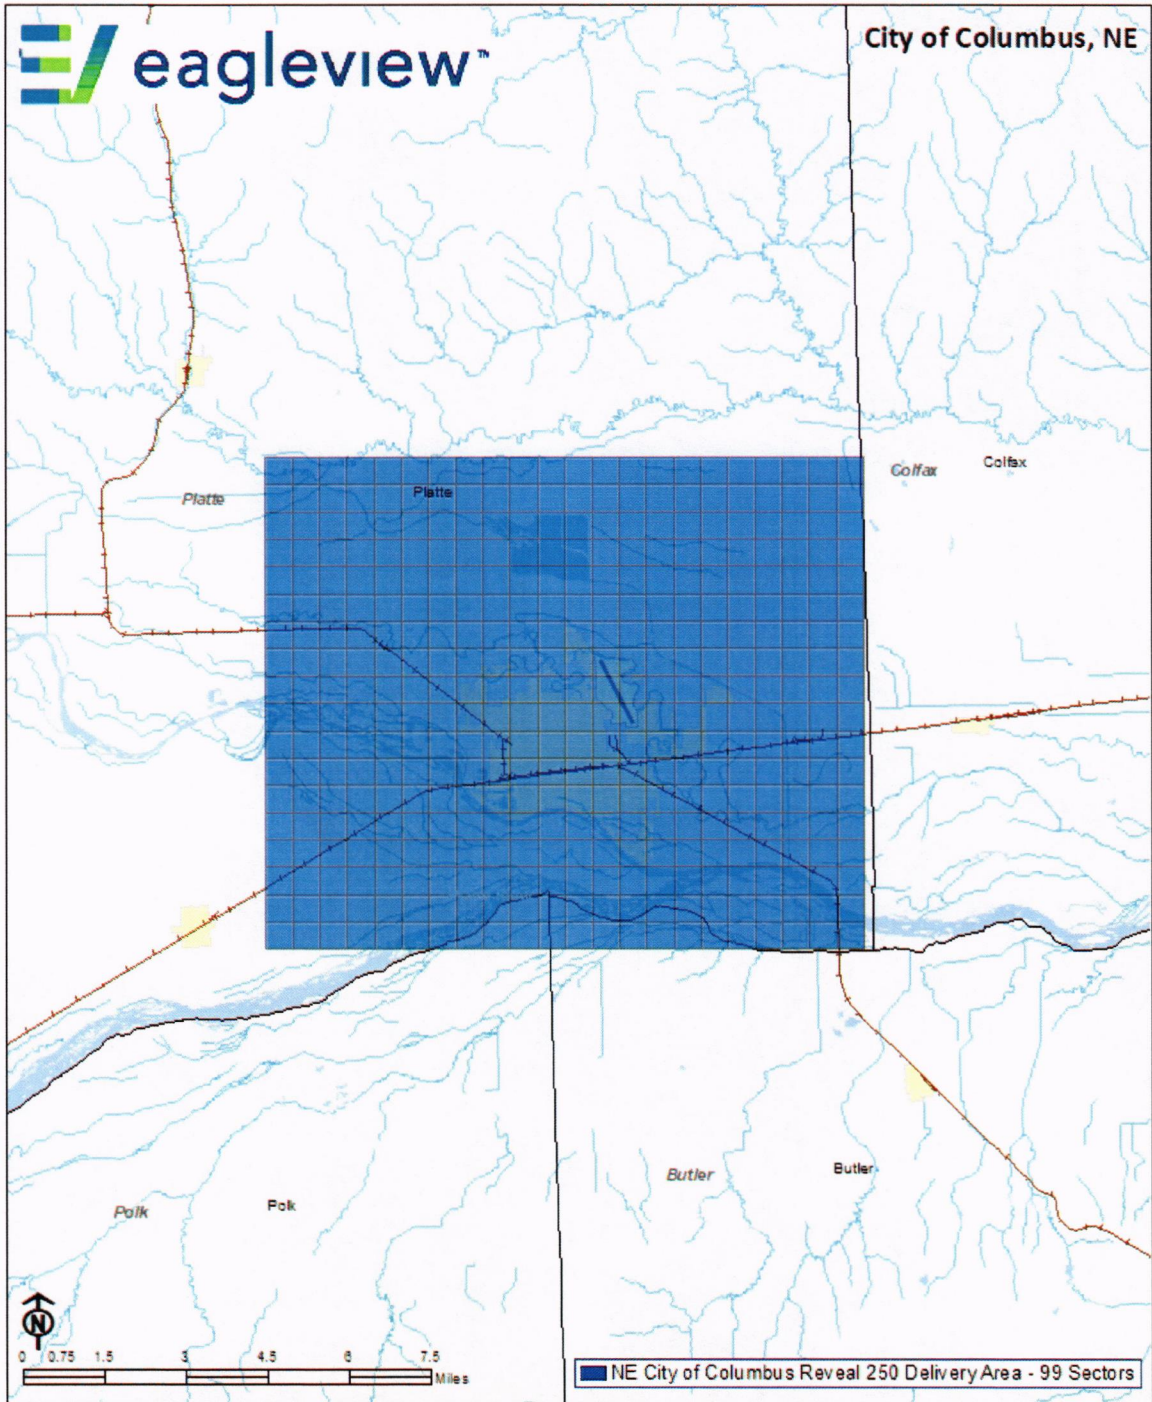 eagleview™
City of Columbus, NE
Platte
Platte
Colfax
Colfax
Polk
Polk
Butler
Butler
N
0 0.75 1.5 3 4.5 6 7.5
Miles
NE City of Columbus Reveal 250 Delivery Area - 99 Sectors